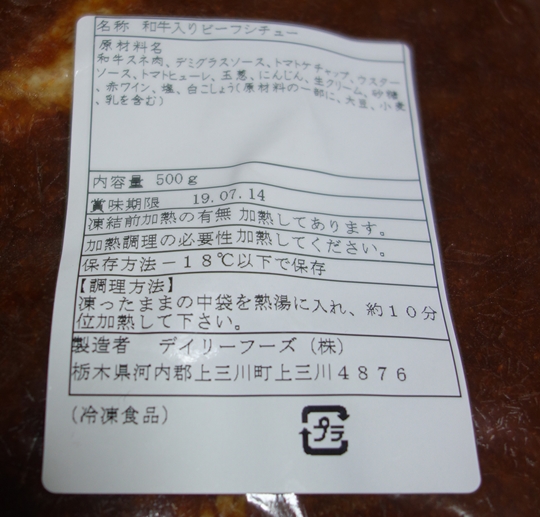 名称 和牛入りビーフシチュー
原材料名
和牛スネ肉、デミグラスソース、トマトケチャップ、ウスター
ソース、トマトピューレ、玉葱、にんじん、生クリーム、砂糖
、赤ワイン、塩、白こしょう(原材料の一部に、大豆、小麦
、乳を含む)
内容量 500g
賞味期限 19.07.14
凍結前加熱の有無 加熱してあります。
加熱調理の必要性加熱してください。
保存方法-18℃以下で保存
【調理方法】
凍ったままの中袋を熱湯に入れ、約10分
位加熱して下さい。
製造者 デイリーフーズ(株)
栃木県河内郡上三川町上三川4876
(冷凍食品)
プラ